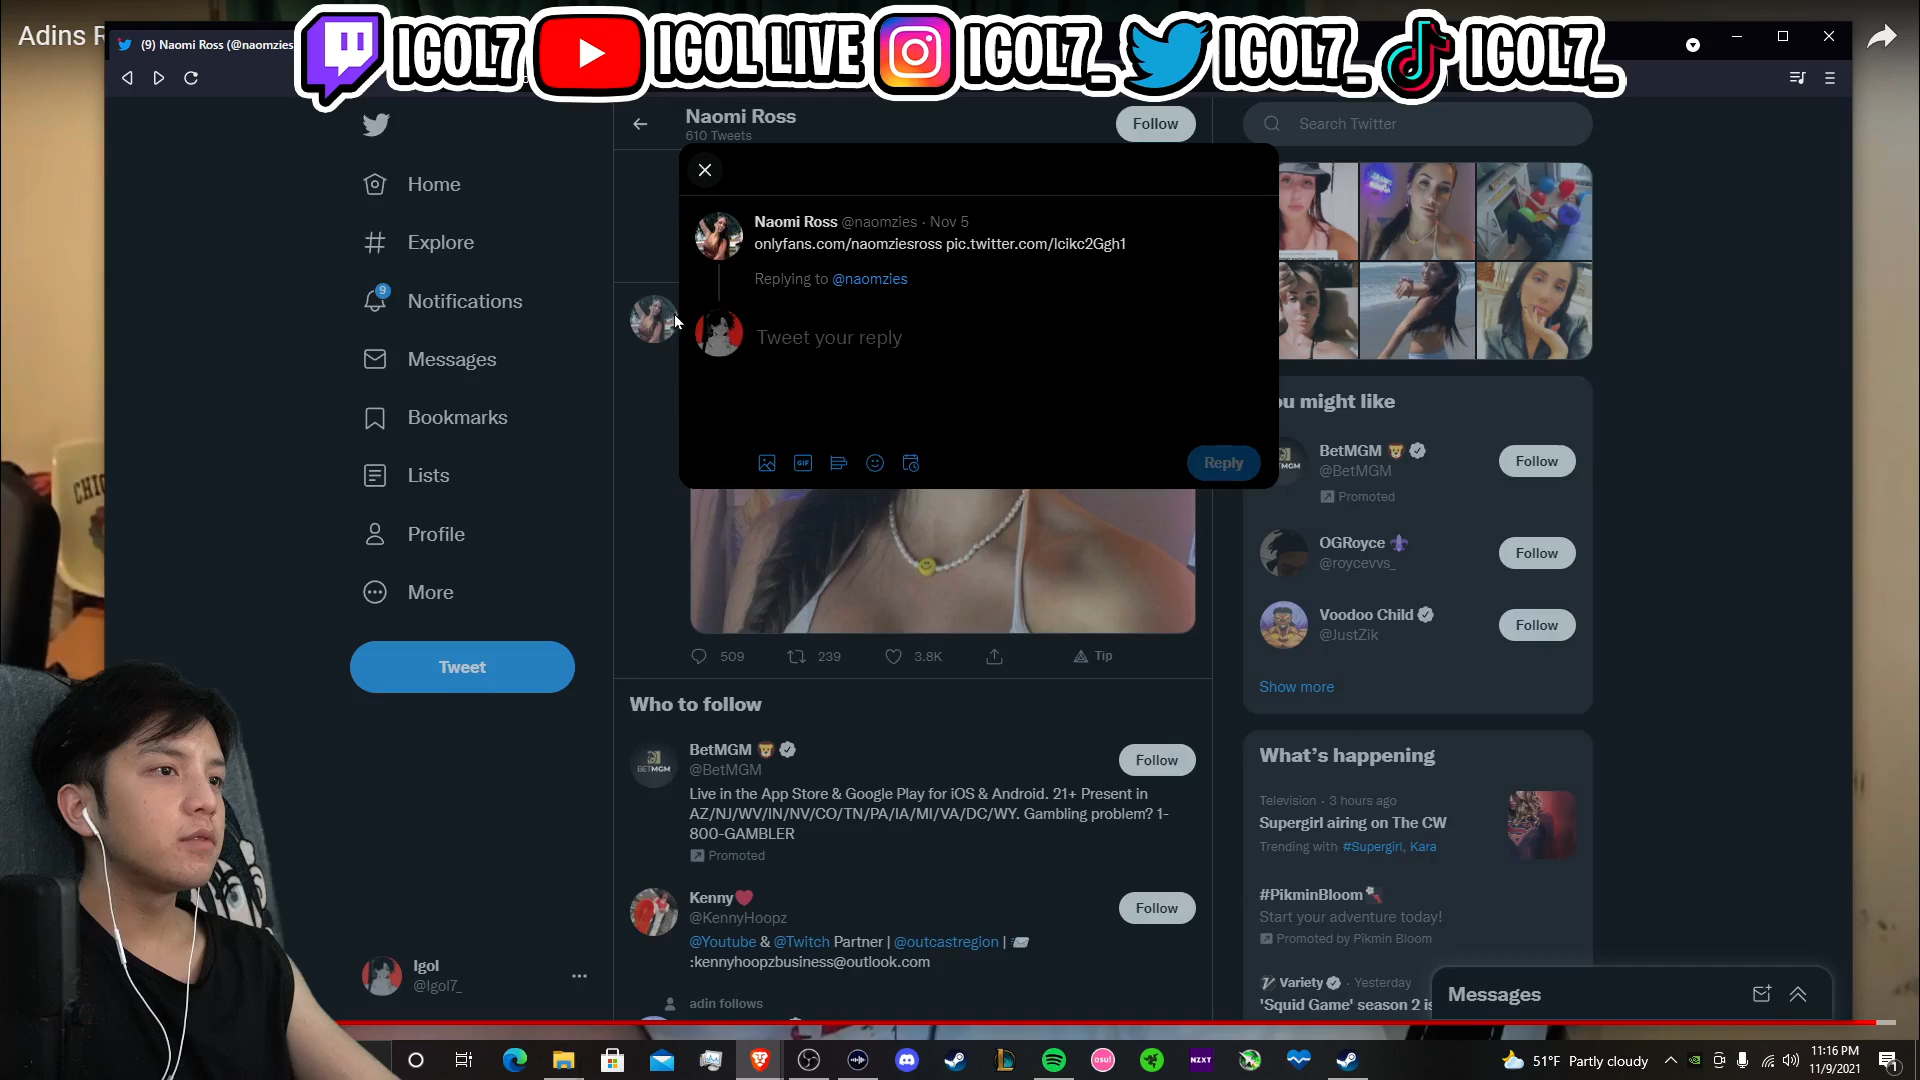 Adins R
(9) Naomi Ross (@naomzies
IGOL7
IGOL LIVE
IGOL7_
IGOL7_
IGOL7_
Naomi Ross
610 Tweets
Follow
Search Twitter
Home
Explore
9
Notifications
Messages
Bookmarks
Lists
Profile
More
Tweet
Igol
@Igol7_
Naomi Ross @naomzies · Nov 5
onlyfans.com/naomziesross pic.twitter.com/lcikc2Ggh1
Replying to @naomzies
Tweet your reply
GIF
Reply
509
239
3.8K
Tip
Who to follow
BetMGM
@BetMGM
Follow
BETMGM
Live in the App Store & Google Play for iOS & Android. 21+ Present in
AZ/NJ/WV/IN/NV/CO/TN/PA/IA/MI/VA/DC/WY. Gambling problem? 1-
800-GAMBLER
Promoted
Kenny
@KennyHoopz
Follow
@Youtube & @Twitch Partner | @outcastregion |
:kennyhoopzbusiness@outlook.com
adin follows
ou might like
BetMGM
@BetMGM
Promoted
Follow
OGRoyce
@roycevvs_
Follow
Voodoo Child
@JustZik
Follow
Show more
What's happening
Television · 3 hours ago
Supergirl airing on The CW
Trending with #Supergirl, Kara
#PikminBloom
Start your adventure today!
Promoted by Pikmin Bloom
Variety · Yesterday
'Squid Game' season 2 is
Messages
CHIC
osu!
NZXT
51°F Partly cloudy
11:16 PM
11/9/2021
1